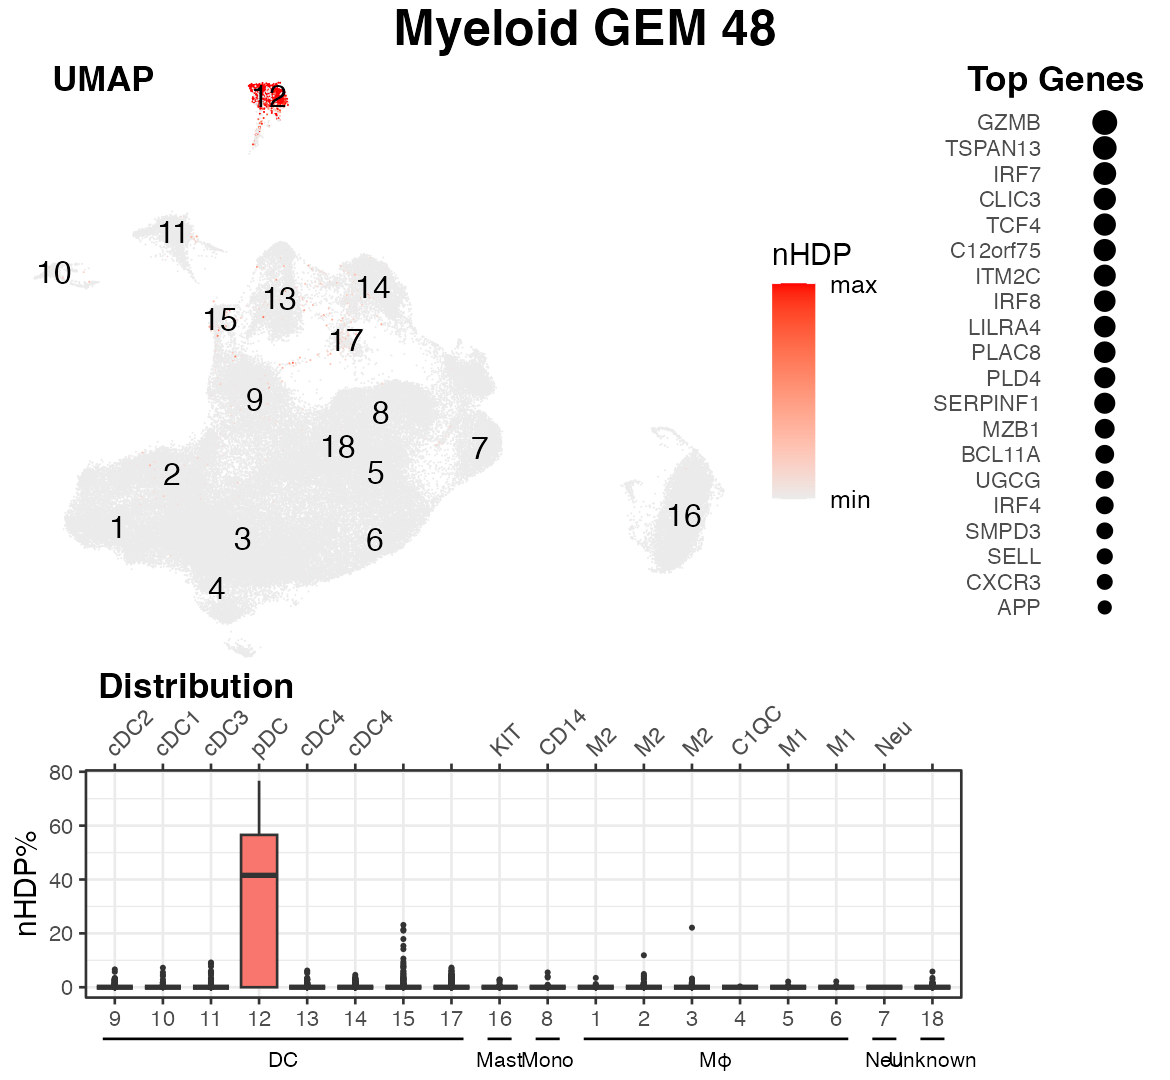 Myeloid GEM 48
UMAP
12
11
10
13
14
15
17
9
8
18
7
5
2
16
1
3
6
4
nHDP
max
min
Top Genes
GZMB
TSPAN13
IRF7
CLIC3
TCF4
C12orf75
ITM2C
IRF8
LILRA4
PLAC8
PLD4
SERPINF1
MZB1
BCL11A
UGCG
IRF4
SMPD3
SELL
CXCR3
APP
Distribution
cDC2 cDC1 cDC3 pDC cDC4 cDC4 KIT CD14 M2 M2 M2 C1QC M1 M1 Neu
nHDP%
80
60
40
20
0
9 10 11 12 13 14 15 17 16 8 1 2 3 4 5 6 7 18
DC Mast Mono Mϕ Neu Unknown